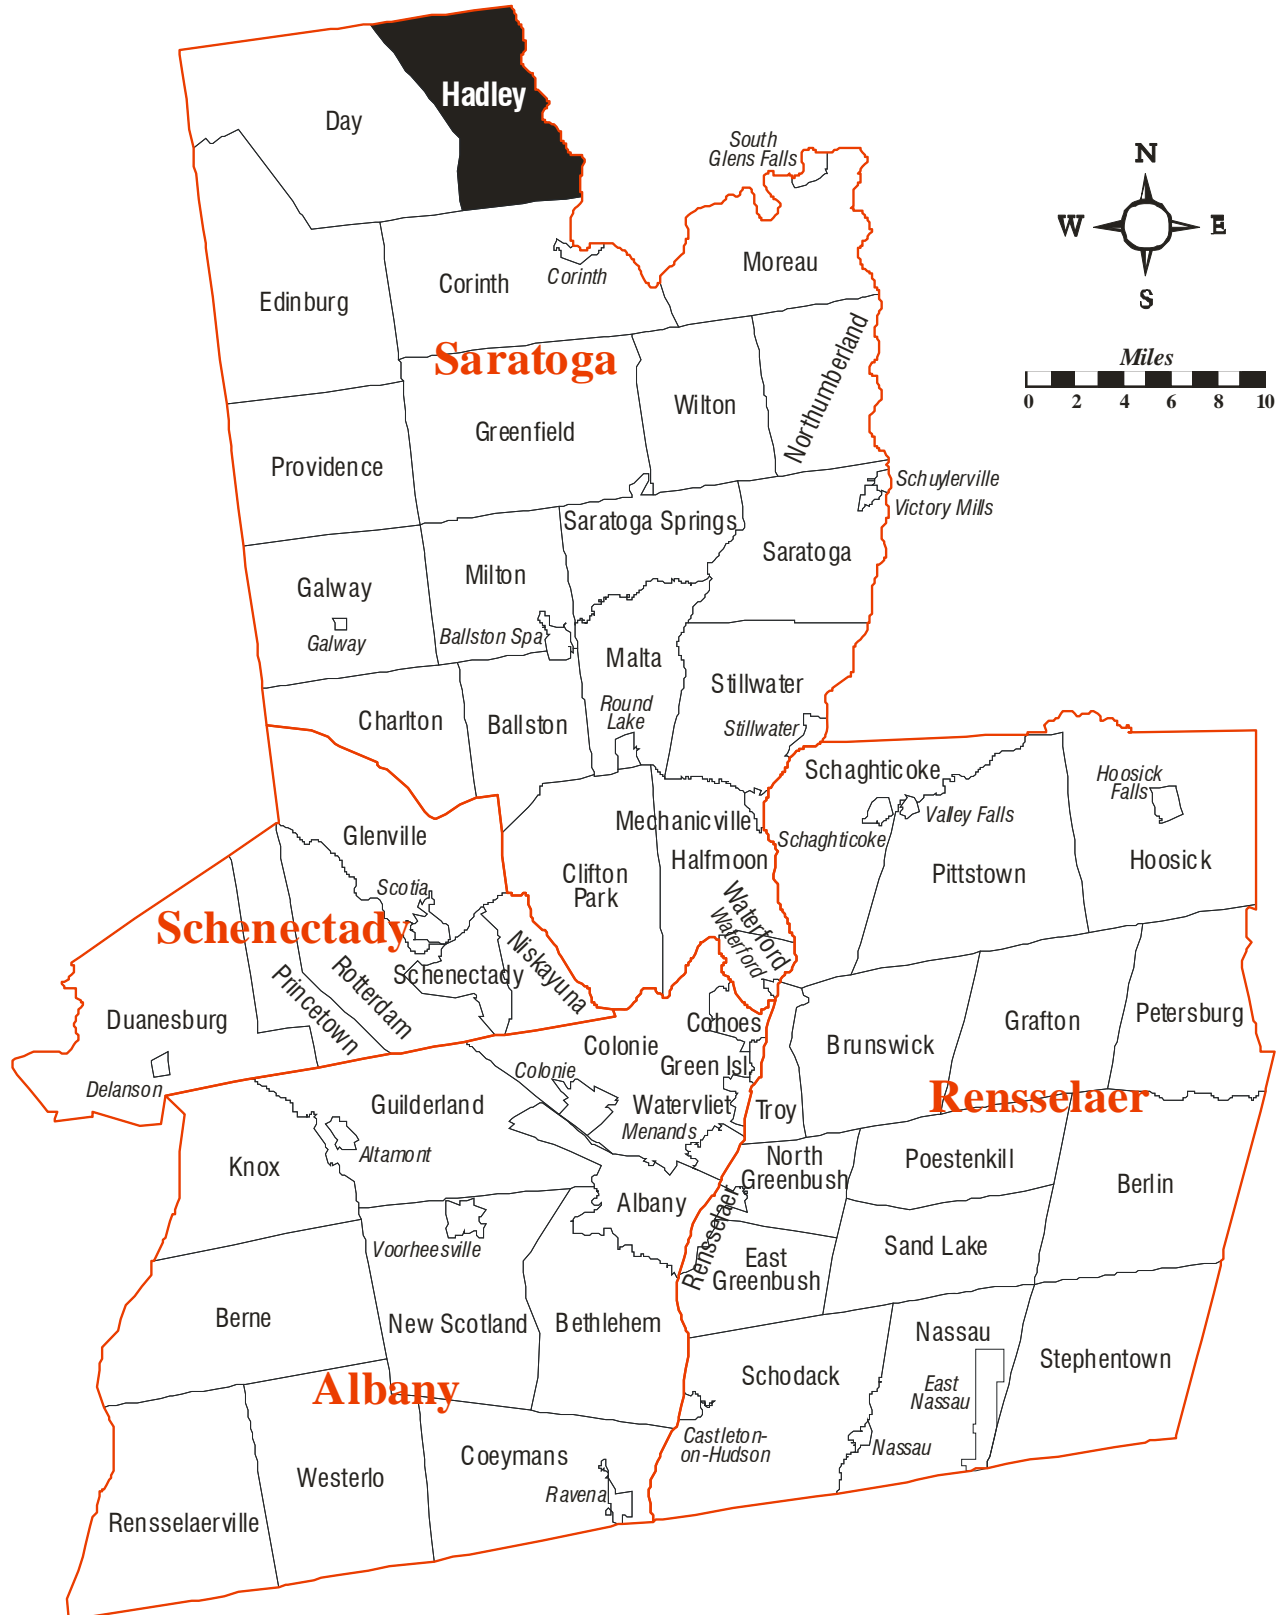 Hadley
Day
South
Glens Falls
N
W
E
S
Moreau
Corinth
Corinth
Edinburg
Miles
0 2 4 6 8 10
Saratoga
Northumberland
Wilton
Greenfield
Providence
Schuylerville
Victory Mills
Saratoga Springs
Saratoga
Milton
Galway
Galway
Ballston Spa
Malta
Stillwater
Round
Lake
Charlton
Ballston
Stillwater
Schaghticoke
Hoosick
Falls
Valley Falls
Mechanicville
Schaghticoke
Glenville
Halfmoon
Hoosick
Clifton
Park
Pittstown
Scotia
Waterford
Waterford
Schenectady
Niskayuna
Schenectady
Rotterdam
Princetown
Duanesburg
Cohoes
Petersburg
Grafton
Brunswick
Colonie
Green Isl.
Colonie
Delanson
Rensselaer
Guilderland
Watervliet
Troy
Menands
Altamont
Knox
North
Greenbush
Poestenkill
Berlin
Albany
Rensselaer
Voorheesville
Sand Lake
East
Greenbush
Berne
New Scotland
Bethlehem
Nassau
Stephentown
Schodack
Albany
East
Nassau
Castleton-
on-Hudson
Nassau
Coeymans
Westerlo
Ravena
Rensselaerville